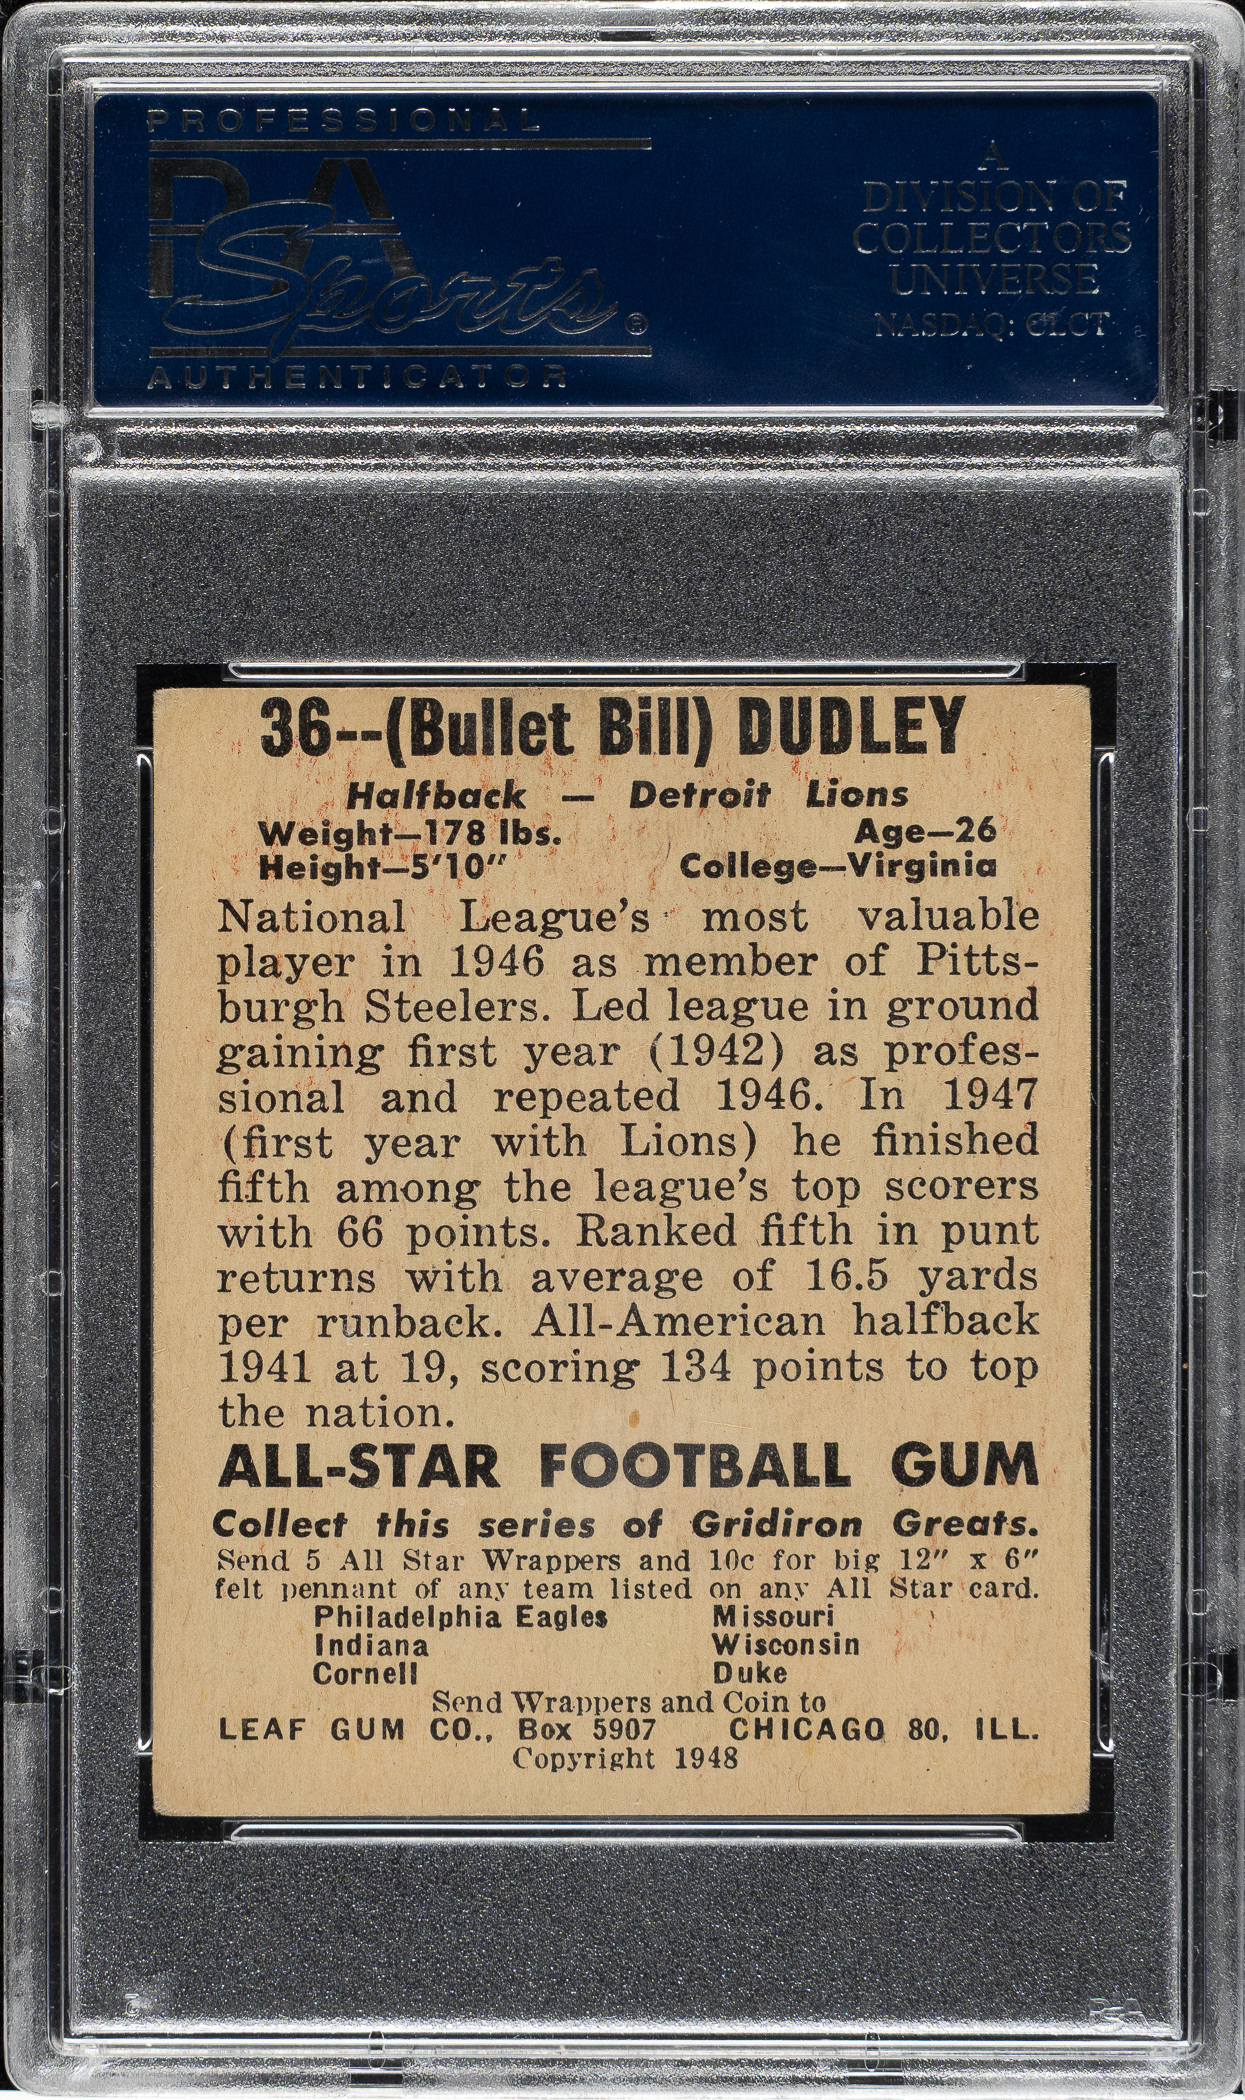 PROFESSIONAL
PSA
Sports®
AUTHENTICATOR
A
DIVISION OF
COLLECTORS
UNIVERSE
NASDAQ: CLCT
36--(Bullet Bill) DUDLEY
Halfback — Detroit Lions
Weight—178 lbs. Age—26
Height—5'10" College—Virginia
National League's most valuable
player in 1946 as member of Pitts-
burgh Steelers. Led league in ground
gaining first year (1942) as profes-
sional and repeated 1946. In 1947
(first year with Lions) he finished
fifth among the league's top scorers
with 66 points. Ranked fifth in punt
returns with average of 16.5 yards
per runback. All-American halfback
1941 at 19, scoring 134 points to top
the nation.
ALL-STAR FOOTBALL GUM
Collect this series of Gridiron Greats.
Send 5 All Star Wrappers and 10c for big 12" x 6"
felt pennant of any team listed on any All Star card.
Philadelphia Eagles Missouri
Indiana Wisconsin
Cornell Duke
Send Wrappers and Coin to
LEAF GUM CO., Box 5907 CHICAGO 80, ILL.
Copyright 1948
PSA